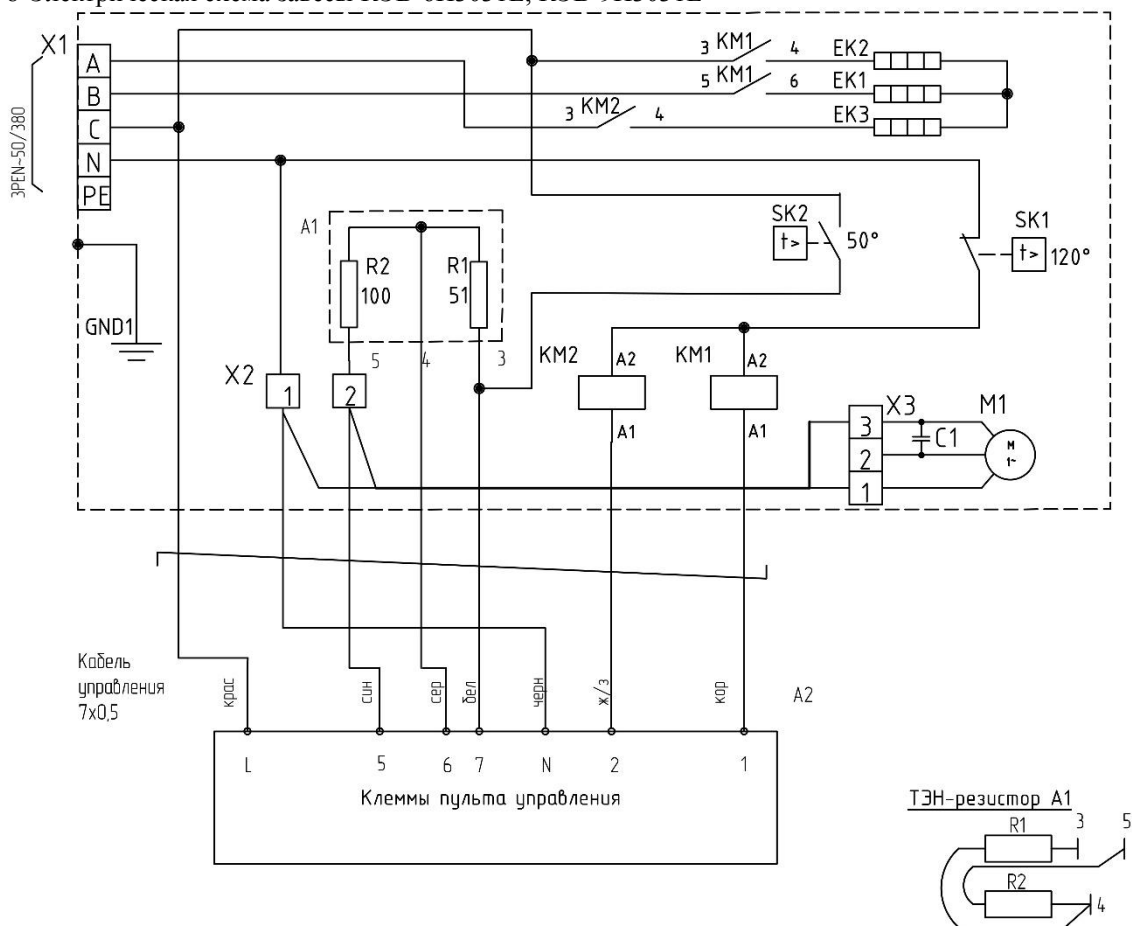 X1
A
B
C
N
PE
3PEN~50/380
3 KM1 4 EK2
5 KM1 6 EK1
3 KM2 4 EK3
A1
R2
100
R1
51
SK2
t>
50°
SK1
t>
120°
GND1
5 4 3
X2
1
2
KM2
A2
A1
KM1
A2
A1
X3
3
2
1
C1
M1
M
1~
Кабель
управления
7х0,5
крас
син
сер
бел
черн
ж/з
кор
A2
L 5 6 7 N 2 1
Клеммы пульта управления
ТЭН-резистор А1
R1 3 5
R2 4